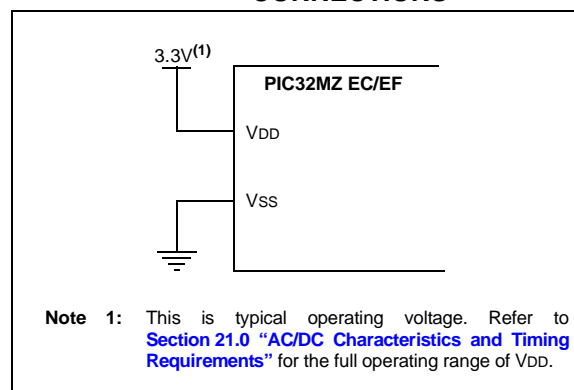 CONNECTIONS
3.3V(1)
PIC32MZ EC/EF
VDD
VSS
Note 1: This is typical operating voltage. Refer to
Section 21.0 “AC/DC Characteristics and Timing
Requirements” for the full operating range of VDD.